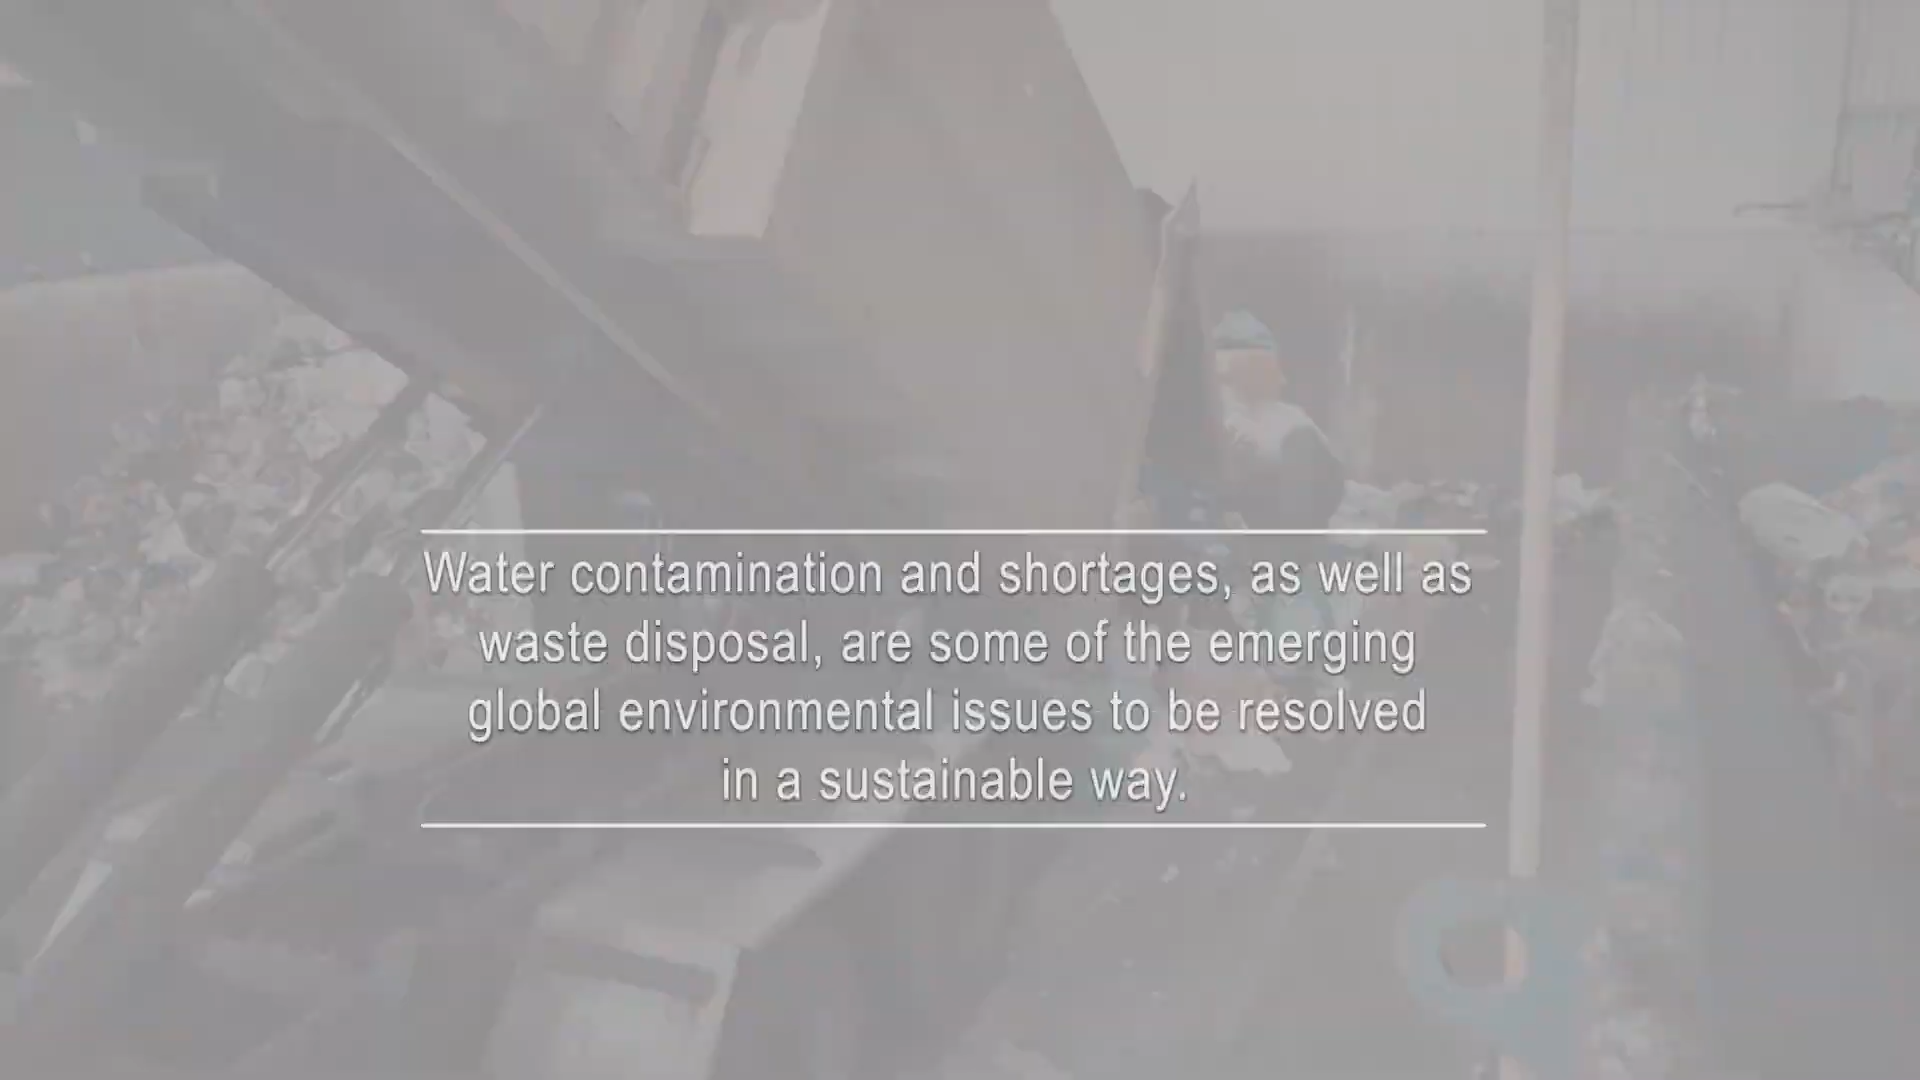 Water contamination and shortages, as well as
waste disposal, are some of the emerging
global environmental issues to be resolved
in a sustainable way.